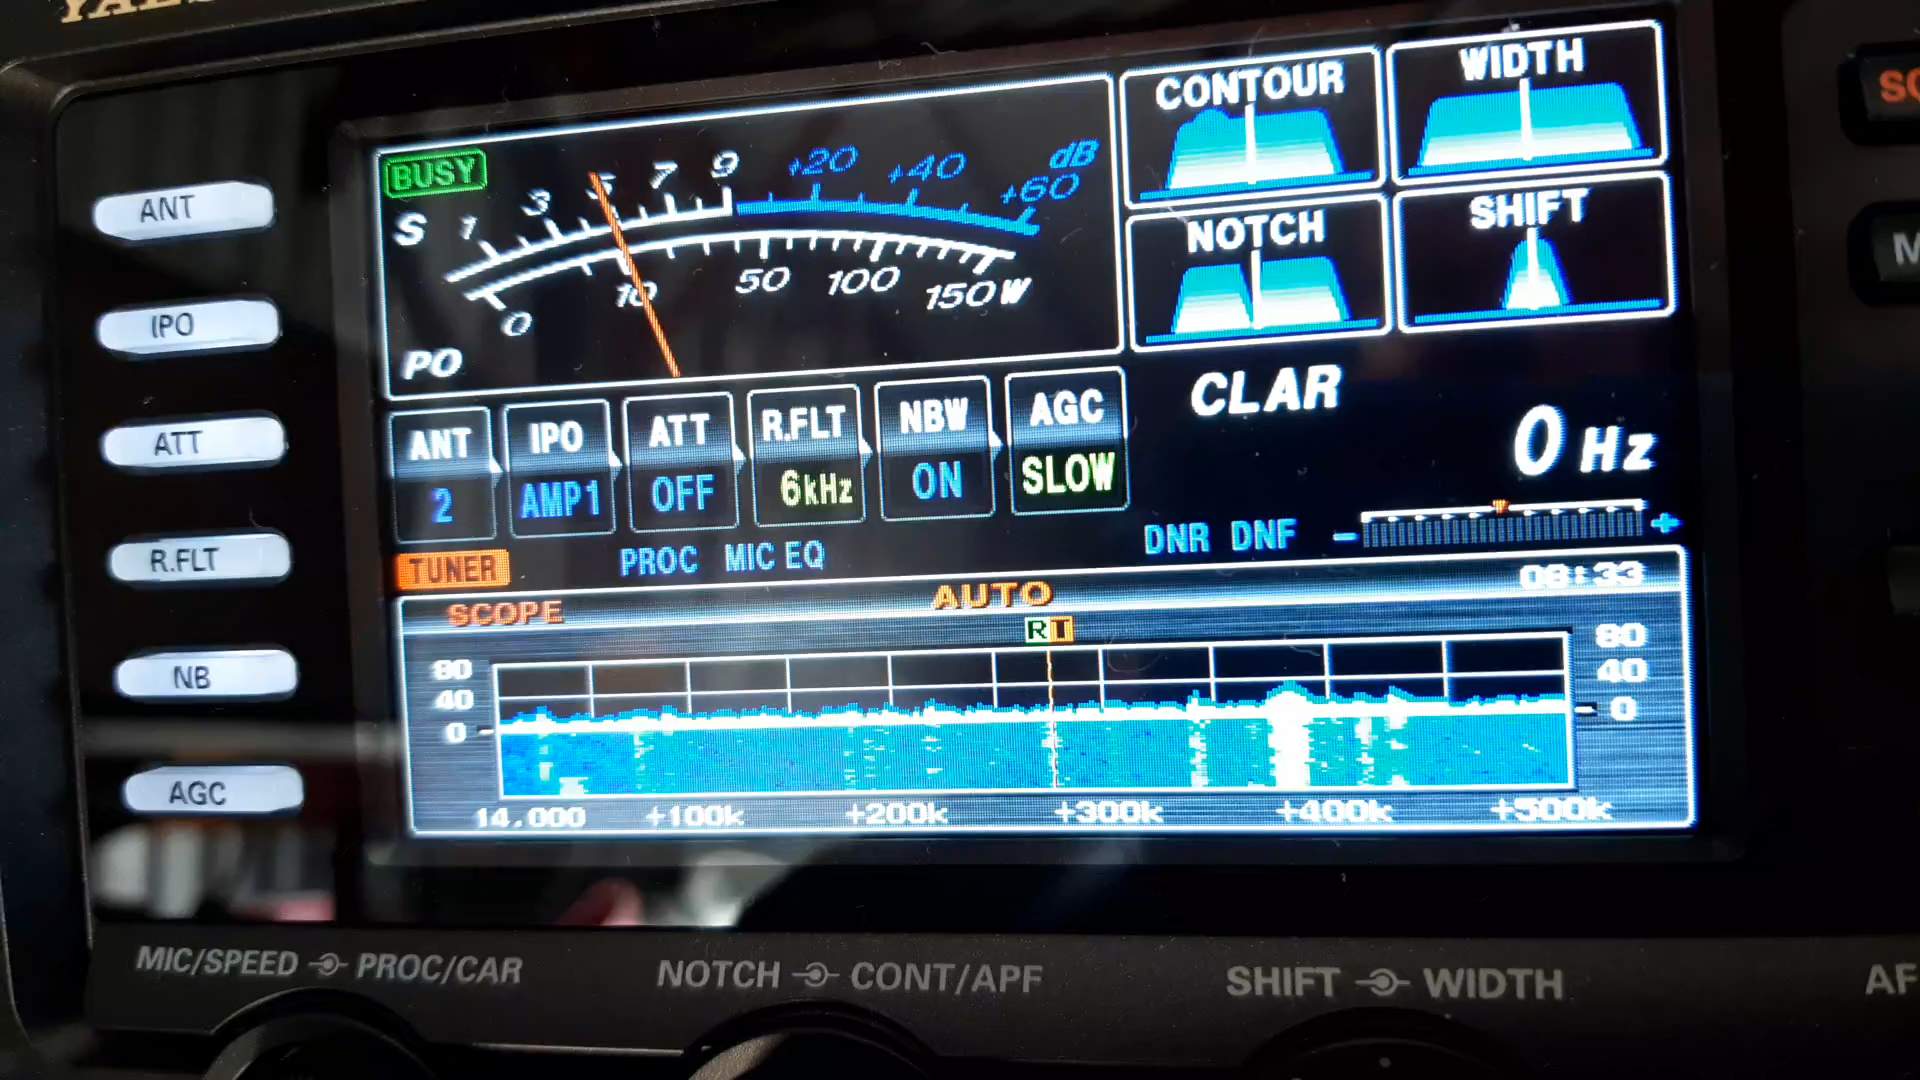 BUSY
S 1 3 5 7 9 +20 +40 +60 dB
0 10 50 100 150 W
PO
CONTOUR
WIDTH
NOTCH
SHIFT
ANT
IPO
ATT
R.FLT
NB
AGC
ANT IPO ATT R.FLT NBW AGC
2 AMP1 OFF 6kHz ON SLOW
CLAR
0 Hz
TUNER PROC MIC EQ DNR DNF - +
SCOPE AUTO 08:33
RT
80 80
40 40
0 0
14.000 +100k +200k +300k +400k +500k
MIC/SPEED PROC/CAR NOTCH CONT/APF SHIFT WIDTH AF